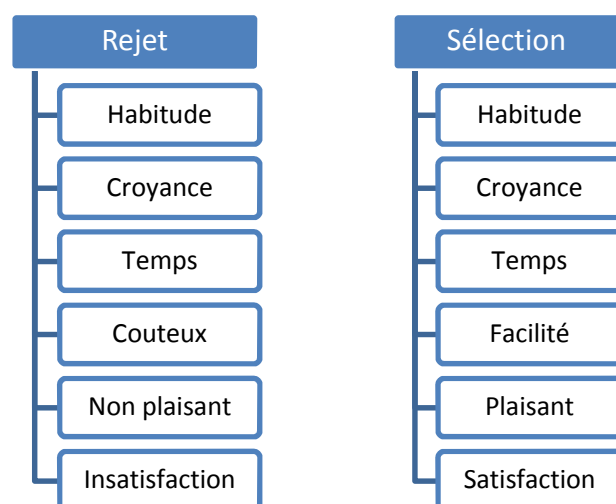 Rejet
Habitude
Croyance
Temps
Couteux
Non plaisant
Insatisfaction
Sélection
Habitude
Croyance
Temps
Facilité
Plaisant
Satisfaction